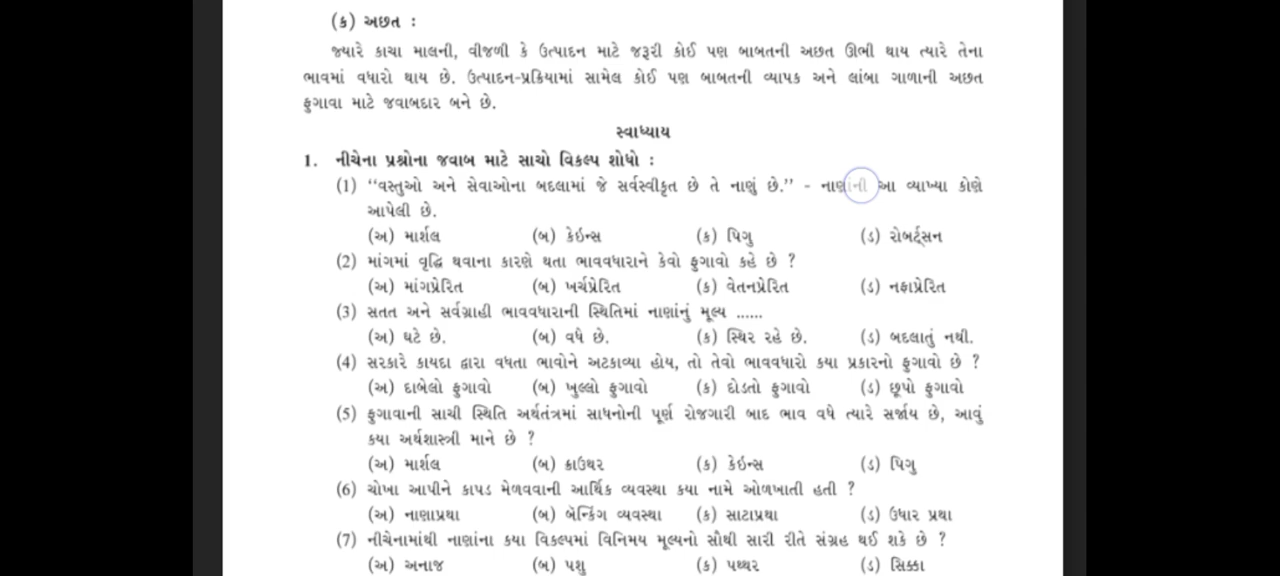 (ક) અછત :
જ્યારે કાચા માલની, વીજળી કે ઉત્પાદન માટે જરૂરી કોઈ પણ બાબતની અછત ઊભી થાય ત્યારે તેના
ભાવમાં વધારો થાય છે. ઉત્પાદન-પ્રક્રિયામાં સામેલ કોઈ પણ બાબતની વ્યાપક અને લાંબા ગાળાની અછત
ફુગાવા માટે જવાબદાર બને છે.
સ્વાધ્યાય
1. નીચેના પ્રશ્નોના જવાબ માટે સાચો વિકલ્પ શોધો :
(1) “વસ્તુઓ અને સેવાઓના બદલામાં જે સર્વસ્વીકૃત છે તે નાણું છે.” - નાણાંની આ વ્યાખ્યા કોણે
આપેલી છે.
(અ) માર્શલ (બ) કેઇન્સ (ક) પિગુ (ડ) રોબર્ટ્સન
(2) માંગમાં વૃદ્ધિ થવાના કારણે થતા ભાવવધારાને કેવો ફુગાવો કહે છે ?
(અ) માંગપ્રેરિત (બ) ખર્ચપ્રેરિત (ક) વેતનપ્રેરિત (ડ) નફાપ્રેરિત
(3) સતત અને સર્વગ્રાહી ભાવવધારાની સ્થિતિમાં નાણાંનું મૂલ્ય ......
(અ) ઘટે છે. (બ) વધે છે. (ક) સ્થિર રહે છે. (ડ) બદલાતું નથી.
(4) સરકારે કાયદા દ્વારા વધતા ભાવોને અટકાવ્યા હોય, તો તેવો ભાવવધારો કયા પ્રકારનો ફુગાવો છે ?
(અ) દાબેલો ફુગાવો (બ) ખુલ્લો ફુગાવો (ક) દોડતો ફુગાવો (ડ) છૂપો ફુગાવો
(5) ફુગાવાની સાચી સ્થિતિ અર્થતંત્રમાં સાધનોની પૂર્ણ રોજગારી બાદ ભાવ વધે ત્યારે સર્જાય છે, આવું
કયા અર્થશાસ્ત્રી માને છે ?
(અ) માર્શલ (બ) ક્રાઉથર (ક) કેઇન્સ (ડ) પિગુ
(6) ચોખા આપીને કાપડ મેળવવાની આર્થિક વ્યવસ્થા કયા નામે ઓળખાતી હતી ?
(અ) નાણાપ્રથા (બ) બૅન્કિંગ વ્યવસ્થા (ક) સાટાપ્રથા (ડ) ઉધાર પ્રથા
(7) નીચેનામાંથી નાણાંના કયા વિકલ્પમાં વિનિમય મૂલ્યનો સૌથી સારી રીતે સંગ્રહ થઈ શકે છે ?
(અ) અનાજ (બ) પશુ (ક) પથ્થર (ડ) સિક્કા